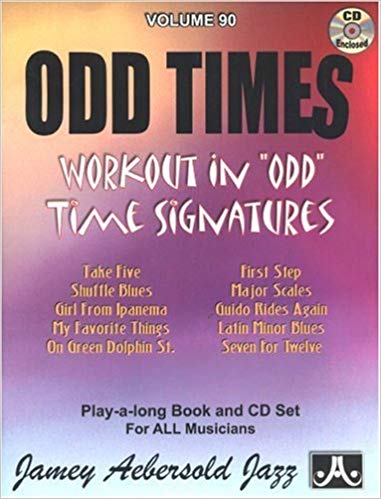 VOLUME 90
CD
Enclosed
ODD TIMES
WORKOUT IN "ODD"
TIME SIGNATURES
Take Five
Shuffle Blues
Girl From Ipanema
My Favorite Things
On Green Dolphin St.
First Step
Major Scales
Guido Rides Again
Latin Minor Blues
Seven For Twelve
Play-a-long Book and CD Set
For ALL Musicians
Jamey Aebersold Jazz
JA